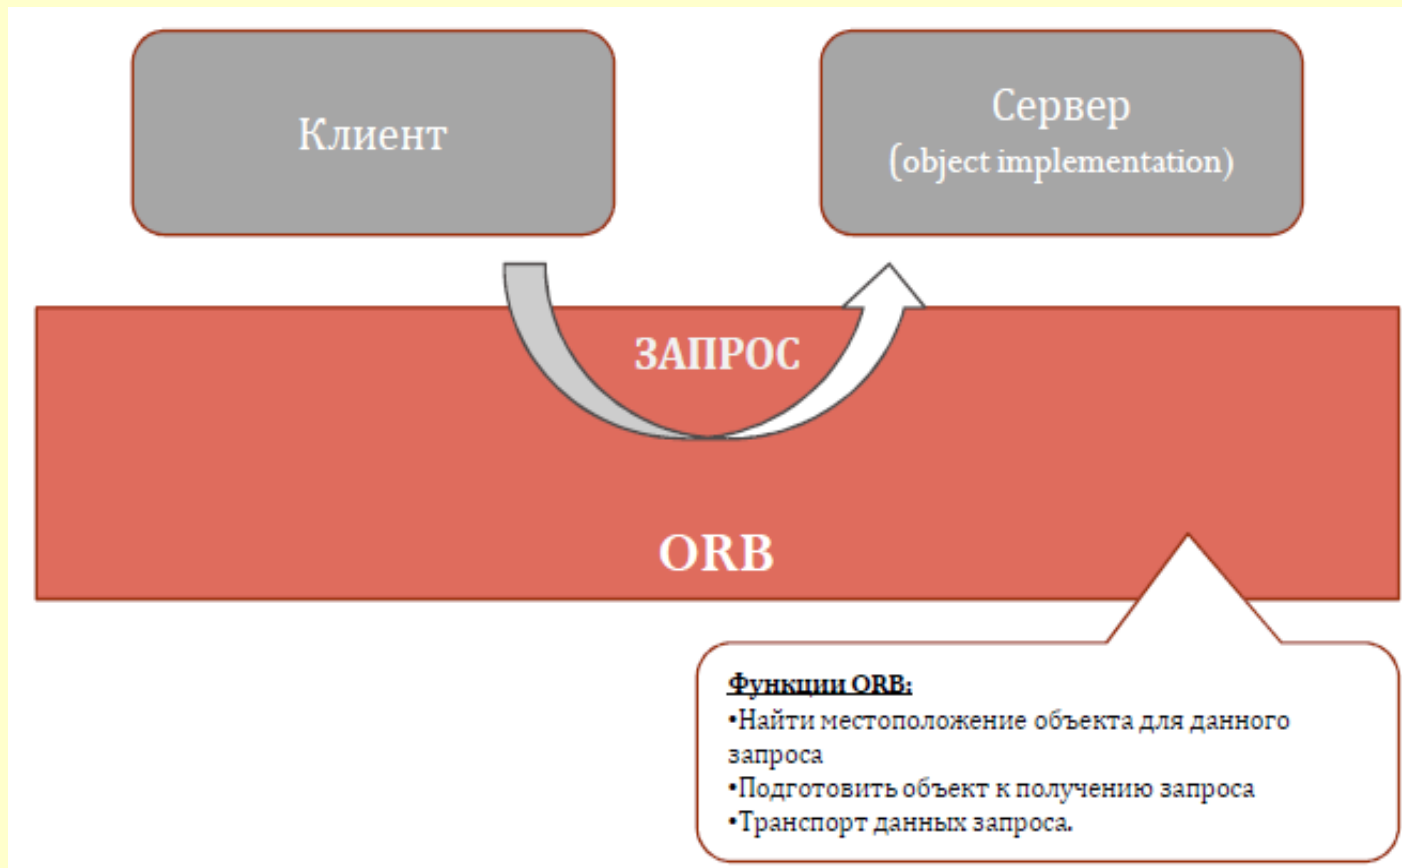 Клиент
Сервер
(object implementation)
ЗАПРОС
ORB
Функции ORB:
•Найти местоположение объекта для данного
запроса
•Подготовить объект к получению запроса
•Транспорт данных запроса.